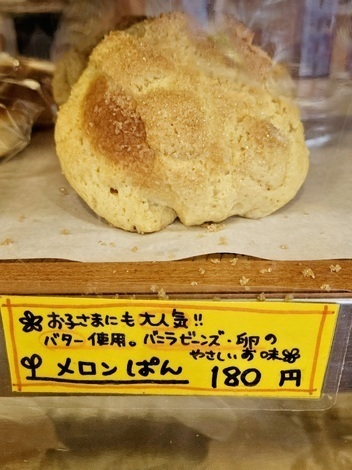 お子さまにも大人気!!
バター使用。バニラビーンズ・卵の
やさしいお味
メロンぱん 180円